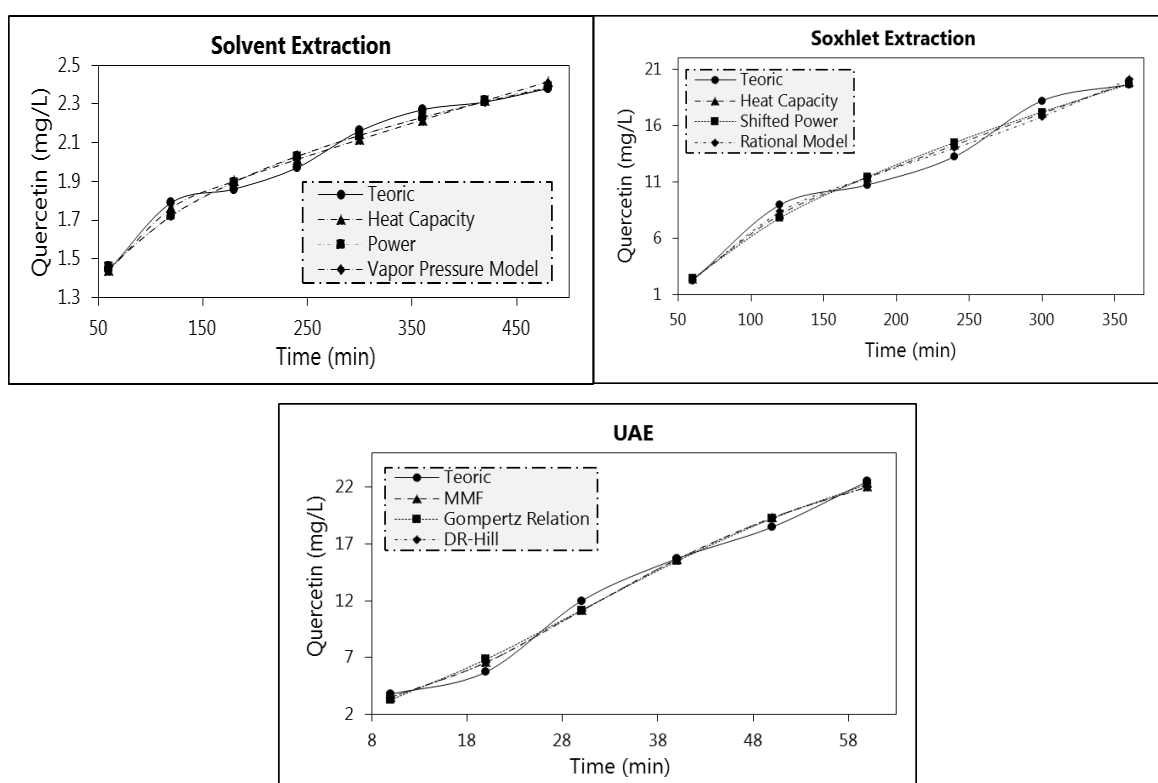 Solvent Extraction
Quercetin (mg/L)
2.5
2.3
2.1
1.9
1.7
1.5
1.3
Teoric
Heat Capacity
Power
Vapor Pressure Model
50 150 250 350 450
Time (min)
Soxhlet Extraction
Quercetin (mg/L)
21
16
11
6
1
Teoric
Heat Capacity
Shifted Power
Rational Model
50 100 150 200 250 300 350
Time (min)
UAE
Quercetin (mg/L)
22
17
12
7
2
Teoric
MMF
Gompertz Relation
DR-Hill
8 18 28 38 48 58
Time (min)